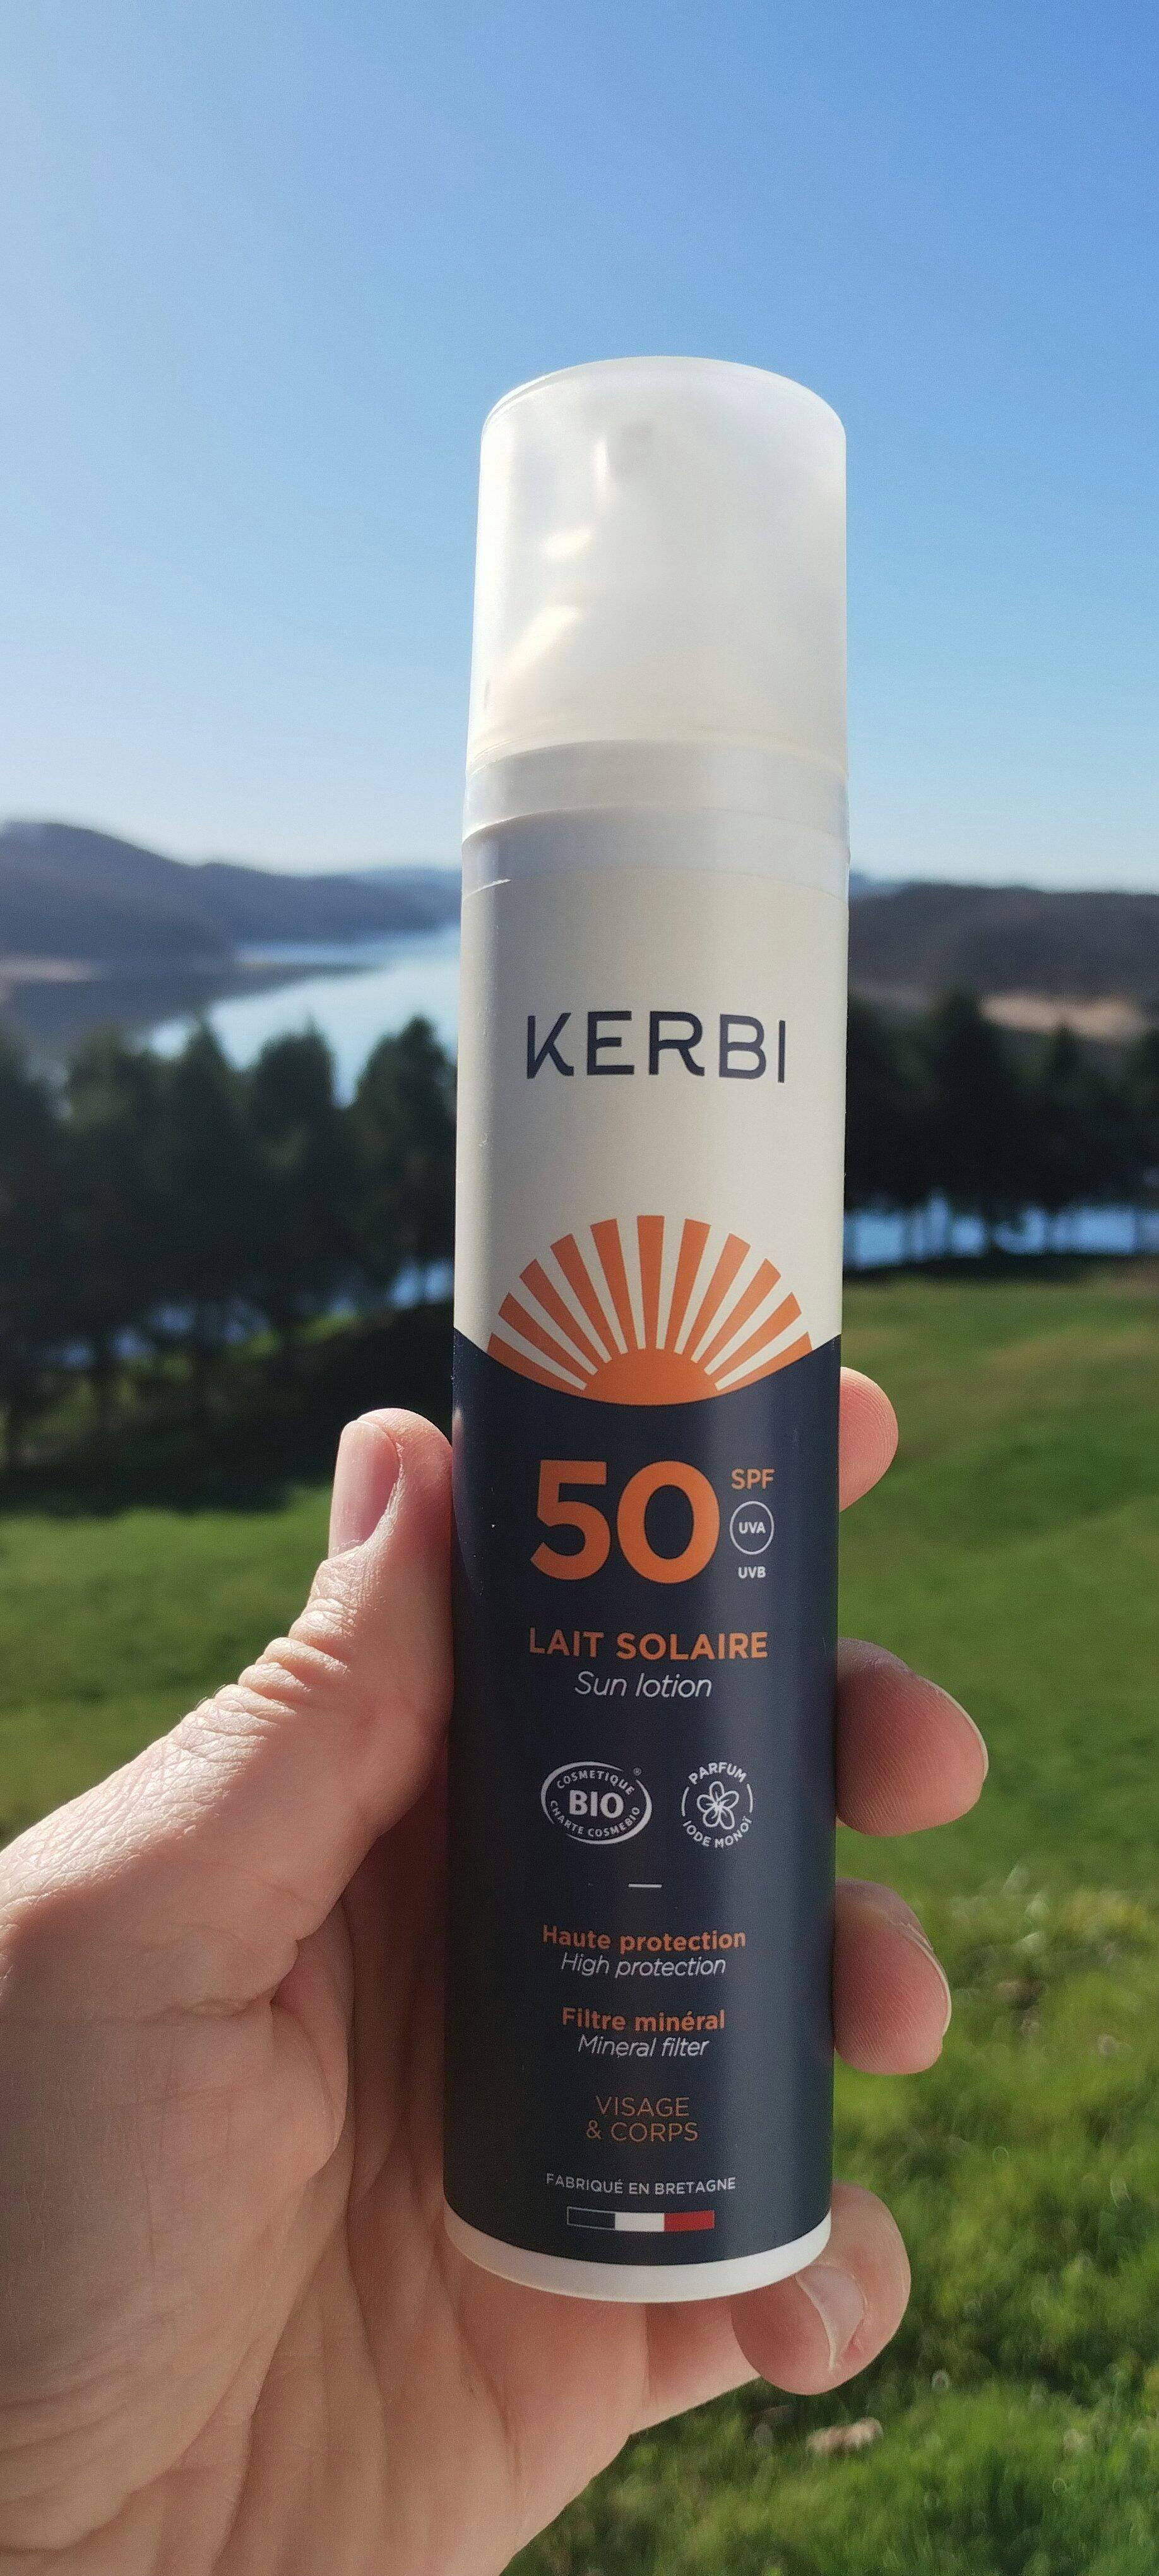 KERBI
50 SPF
UVA
UVB
LAIT SOLAIRE
Sun lotion
COSMETIQUE ®
BIO
CHARTE COSMEBIO
PARFUM
IODE MONOÏ
Haute protection
High protection
Filtre minéral
Mineral filter
VISAGE
& CORPS
FABRIQUÉ EN BRETAGNE